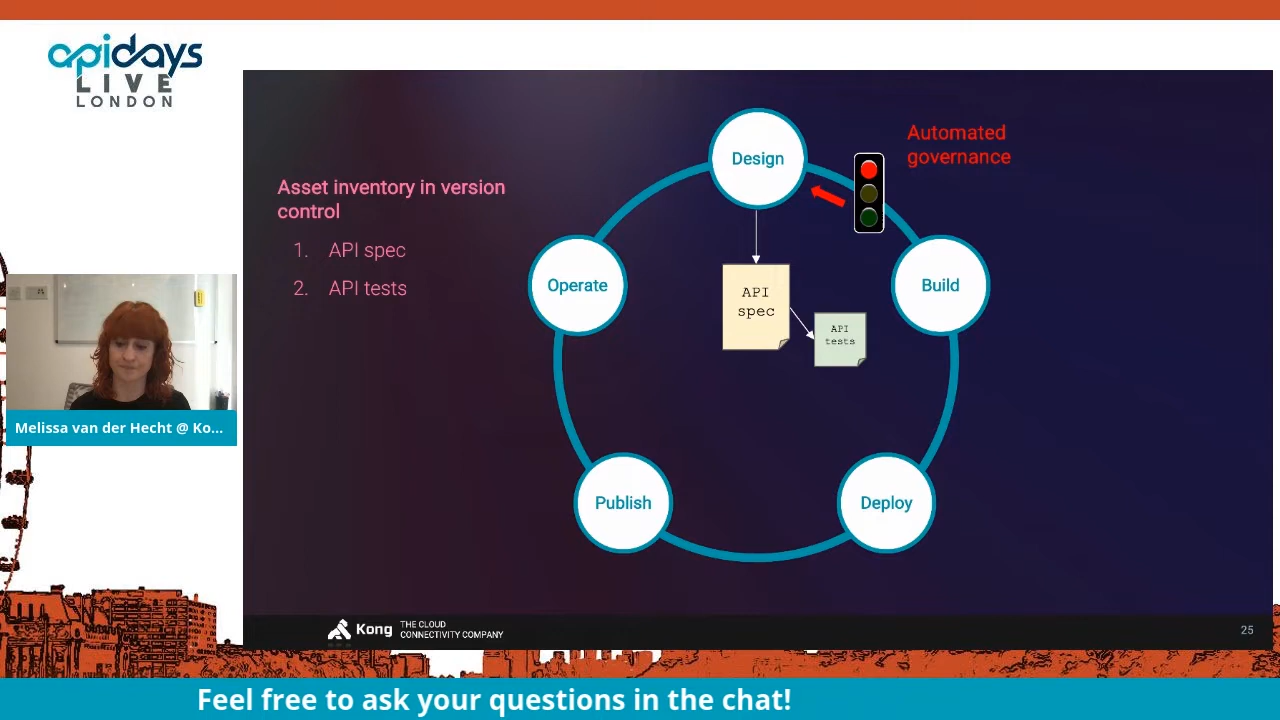 apidays
LIVE
LONDON
Asset inventory in version
control
1. API spec
2. API tests
Design
Automated
governance
Operate
Build
API
spec
API
tests
Publish
Deploy
Melissa van der Hecht @ Ko...
Kong
THE CLOUD
CONNECTIVITY COMPANY
25
Feel free to ask your questions in the chat!